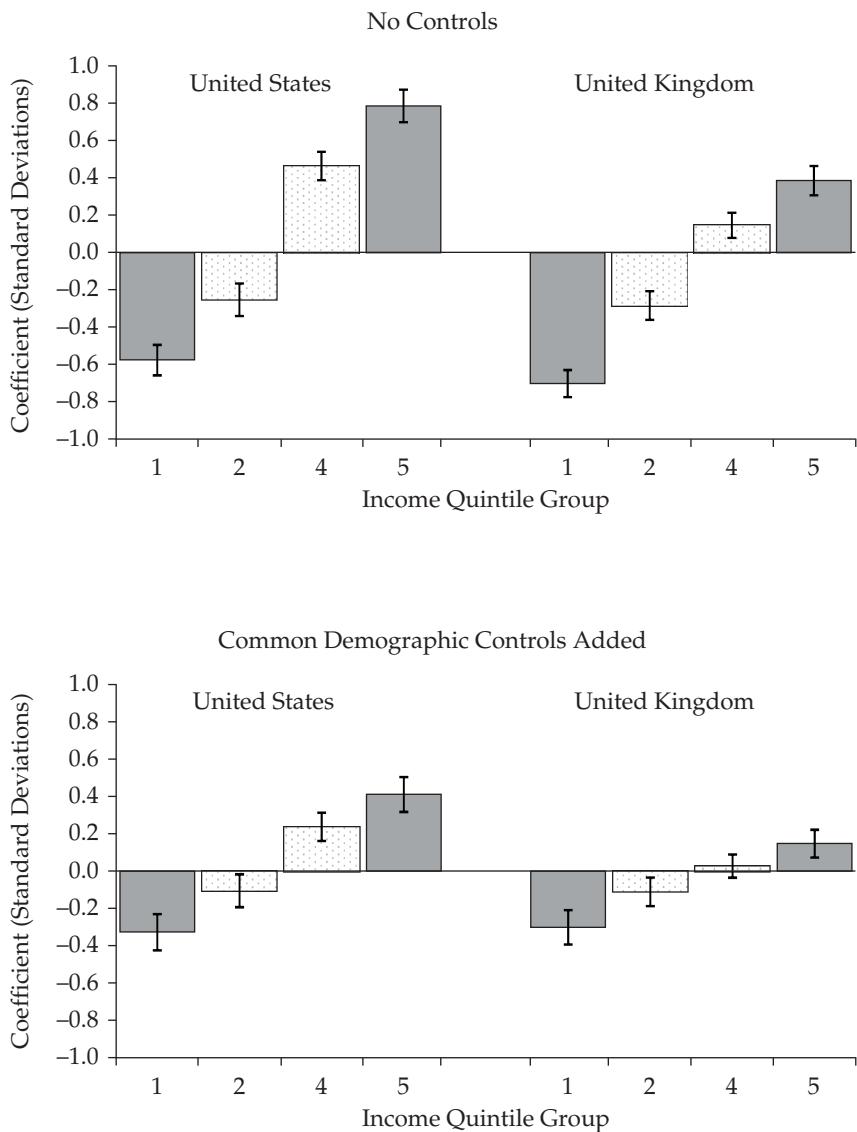 No Controls
Coefficient (Standard Deviations)
1.0
0.8
0.6
0.4
0.2
0.0
–0.2
–0.4
–0.6
–0.8
–1.0
United States United Kingdom
1 2 4 5 1 2 4 5
Income Quintile Group
Common Demographic Controls Added
Coefficient (Standard Deviations)
1.0
0.8
0.6
0.4
0.2
0.0
–0.2
–0.4
–0.6
–0.8
–1.0
United States United Kingdom
1 2 4 5 1 2 4 5
Income Quintile Group